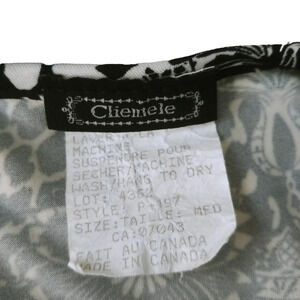 Cliemele
LAVER/LA
MACHINE
SUSPENDRE POUR
SECHER/MACHINE
WASH/HANG TO DRY
LOT: 4362
STYLE: P-197
SIZE:TAILLE: MED
CA:07043
FAIT AU CANADA
MADE IN CANADA